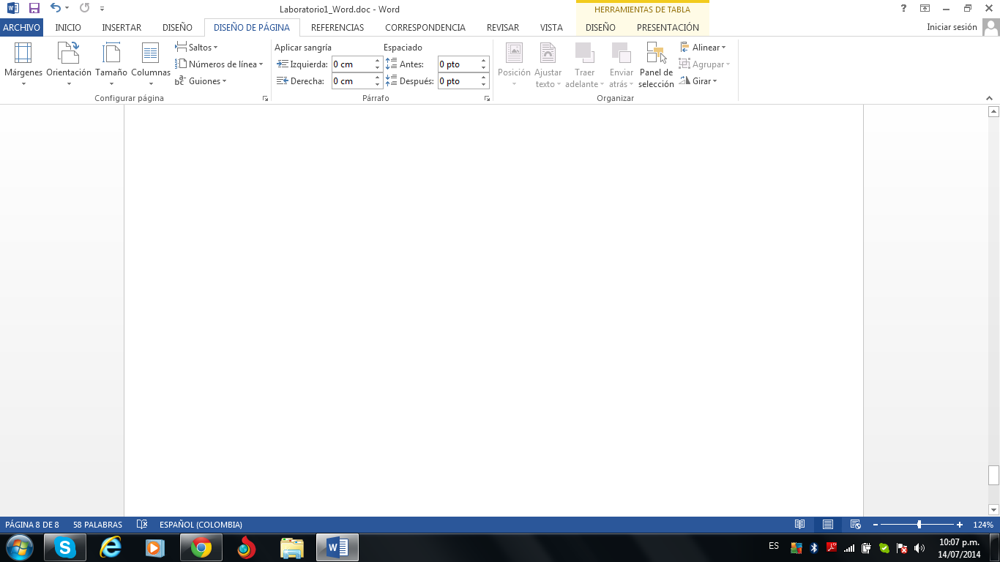 Laboratorio1_Word.doc - Word
HERRAMIENTAS DE TABLA
?
ARCHIVO INICIO INSERTAR DISEÑO DISEÑO DE PÁGINA REFERENCIAS CORRESPONDENCIA REVISAR VISTA DISEÑO PRESENTACIÓN Iniciar sesión
Márgenes
Orientación
Tamaño
Columnas
Saltos
Números de línea
Guiones
Configurar página
Aplicar sangría
Izquierda: 0 cm
Derecha: 0 cm
Espaciado
Antes: 0 pto
Después: 0 pto
Párrafo
Posición
Ajustar
texto
Traer
adelante
Enviar
atrás
Panel de
selección
Alinear
Agrupar
Girar
Organizar
PÁGINA 8 DE 8 58 PALABRAS ESPAÑOL (COLOMBIA) 124%
ES
10:07 p.m.
14/07/2014